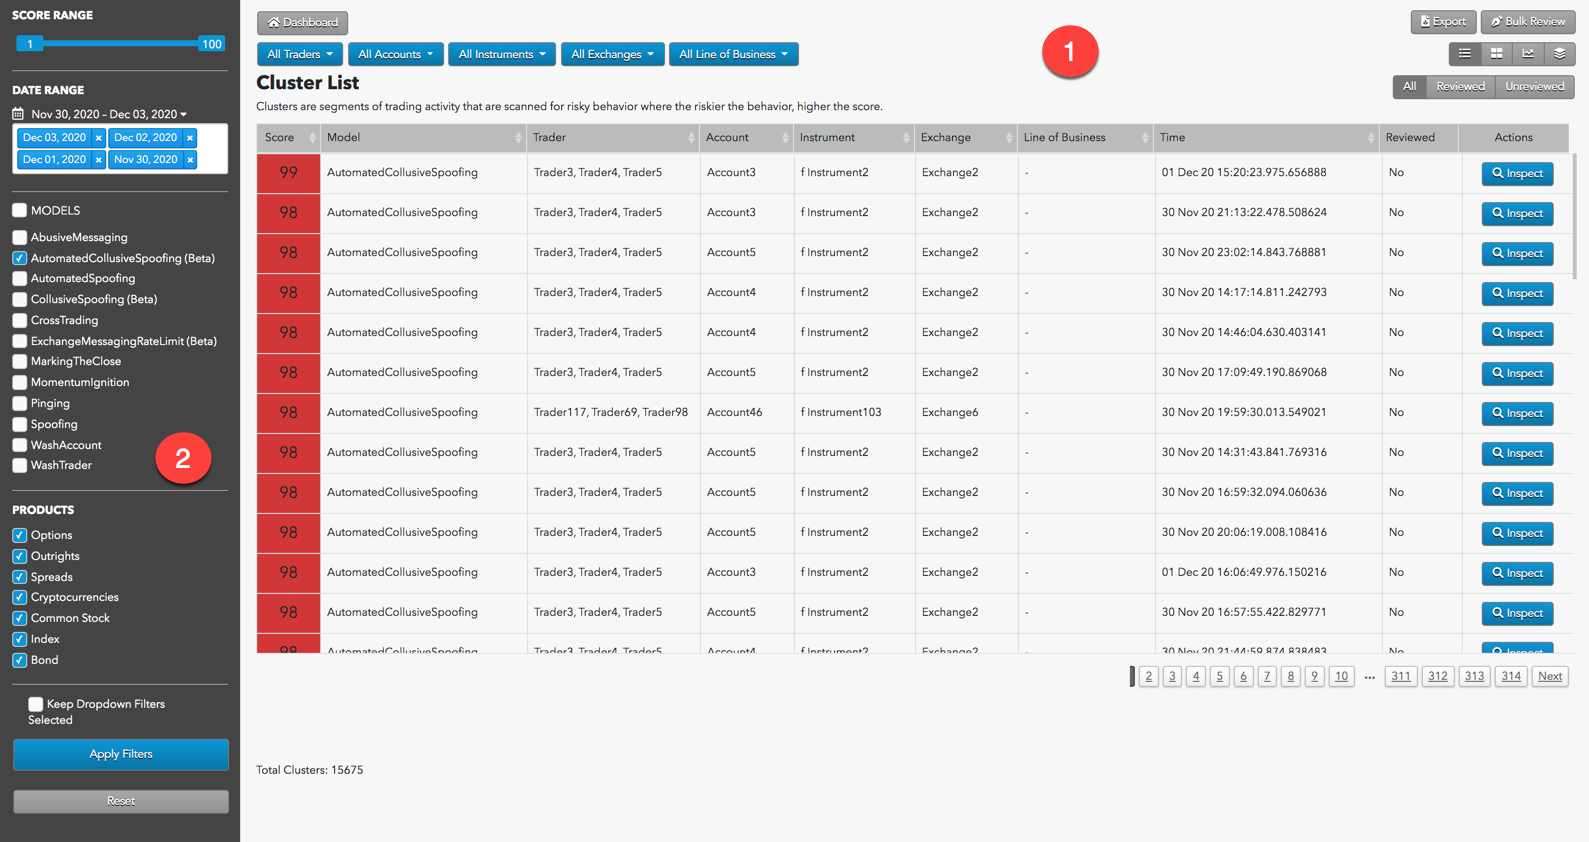 SCORE RANGE
1 100
DATE RANGE
Nov 30, 2020 - Dec 03, 2020
Dec 03, 2020 × Dec 02, 2020 ×
Dec 01, 2020 × Nov 30, 2020 ×
MODELS
AbusiveMessaging
AutomatedCollusiveSpoofing (Beta)
AutomatedSpoofing
CollusiveSpoofing (Beta)
CrossTrading
ExchangeMessagingRateLimit (Beta)
MarkingTheClose
MomentumIgnition
Pinging
Spoofing
WashAccount
WashTrader
2
PRODUCTS
Options
Outrights
Spreads
Cryptocurrencies
Common Stock
Index
Bond
Keep Dropdown Filters
Selected
Apply Filters
Reset
Dashboard
1
Export Bulk Review
All Traders All Accounts All Instruments All Exchanges All Line of Business
Cluster List
All Reviewed Unreviewed
Clusters are segments of trading activity that are scanned for risky behavior where the riskier the behavior, higher the score.
Score Model Trader Account Instrument Exchange Line of Business Time Reviewed Actions
99 AutomatedCollusiveSpoofing Trader3, Trader4, Trader5 Account3 f Instrument2 Exchange2 - 01 Dec 20 15:20:23.975.656888 No Inspect
98 AutomatedCollusiveSpoofing Trader3, Trader4, Trader5 Account3 f Instrument2 Exchange2 - 30 Nov 20 21:13:22.478.508624 No Inspect
98 AutomatedCollusiveSpoofing Trader3, Trader4, Trader5 Account5 f Instrument2 Exchange2 - 30 Nov 20 23:02:14.843.768881 No Inspect
98 AutomatedCollusiveSpoofing Trader3, Trader4, Trader5 Account4 f Instrument2 Exchange2 - 30 Nov 20 14:17:14.811.242793 No Inspect
98 AutomatedCollusiveSpoofing Trader3, Trader4, Trader5 Account4 f Instrument2 Exchange2 - 30 Nov 20 14:46:04.630.403141 No Inspect
98 AutomatedCollusiveSpoofing Trader3, Trader4, Trader5 Account5 f Instrument2 Exchange2 - 30 Nov 20 17:09:49.190.869068 No Inspect
98 AutomatedCollusiveSpoofing Trader117, Trader69, Trader98 Account46 f Instrument103 Exchange6 - 30 Nov 20 19:59:30.013.549021 No Inspect
98 AutomatedCollusiveSpoofing Trader3, Trader4, Trader5 Account5 f Instrument2 Exchange2 - 30 Nov 20 14:31:43.841.769316 No Inspect
98 AutomatedCollusiveSpoofing Trader3, Trader4, Trader5 Account5 f Instrument2 Exchange2 - 30 Nov 20 16:59:32.094.060636 No Inspect
98 AutomatedCollusiveSpoofing Trader3, Trader4, Trader5 Account5 f Instrument2 Exchange2 - 30 Nov 20 20:06:19.008.108416 No Inspect
98 AutomatedCollusiveSpoofing Trader3, Trader4, Trader5 Account3 f Instrument2 Exchange2 - 01 Dec 20 16:06:49.976.150216 No Inspect
98 AutomatedCollusiveSpoofing Trader3, Trader4, Trader5 Account5 f Instrument2 Exchange2 - 30 Nov 20 16:57:55.422.829771 No Inspect
98 AutomatedCollusiveSpoofing Trader3, Trader4, Trader5 Account4 f Instrument2 Exchange2 - 30 Nov 20 21:44:59.874.838483 No Inspect
2 3 4 5 6 7 8 9 10 ... 311 312 313 314 Next
Total Clusters: 15675